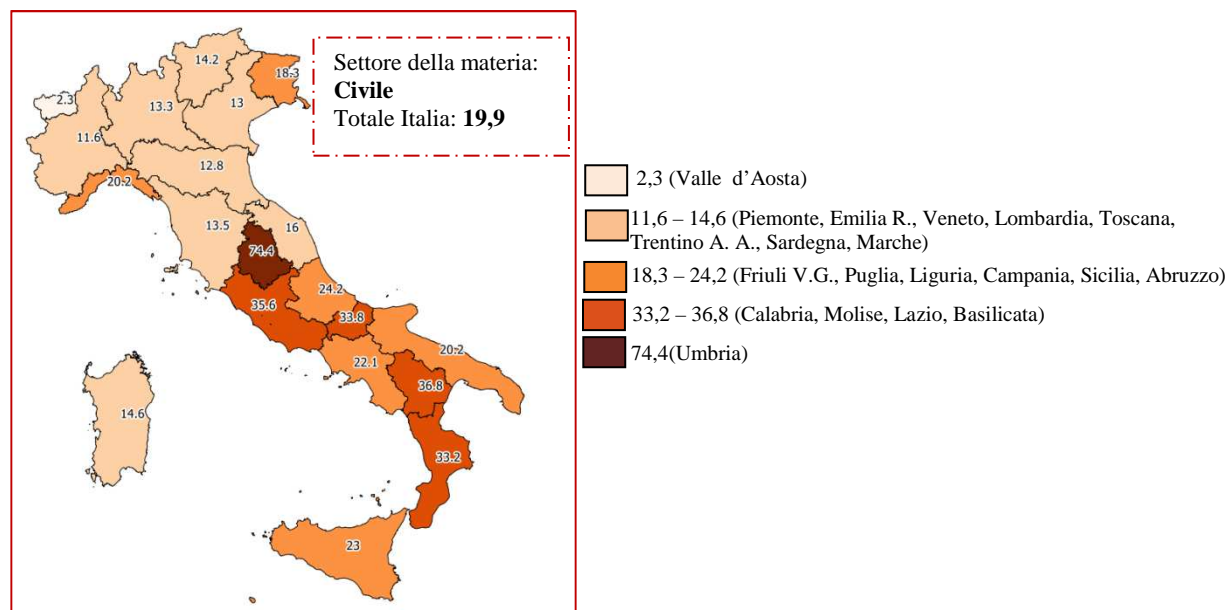 Settore della materia:
Civile
Totale Italia: 19,9
14.2
18.3
2.3
13.3
13
11.6
12.8
20.2
13.5
16
74.4
24.2
35.6
33.8
20.2
22.1
36.8
14.6
33.2
23
2,3 (Valle d’Aosta)
11,6 – 14,6 (Piemonte, Emilia R., Veneto, Lombardia, Toscana,
Trentino A. A., Sardegna, Marche)
18,3 – 24,2 (Friuli V.G., Puglia, Liguria, Campania, Sicilia, Abruzzo)
33,2 – 36,8 (Calabria, Molise, Lazio, Basilicata)
74,4(Umbria)